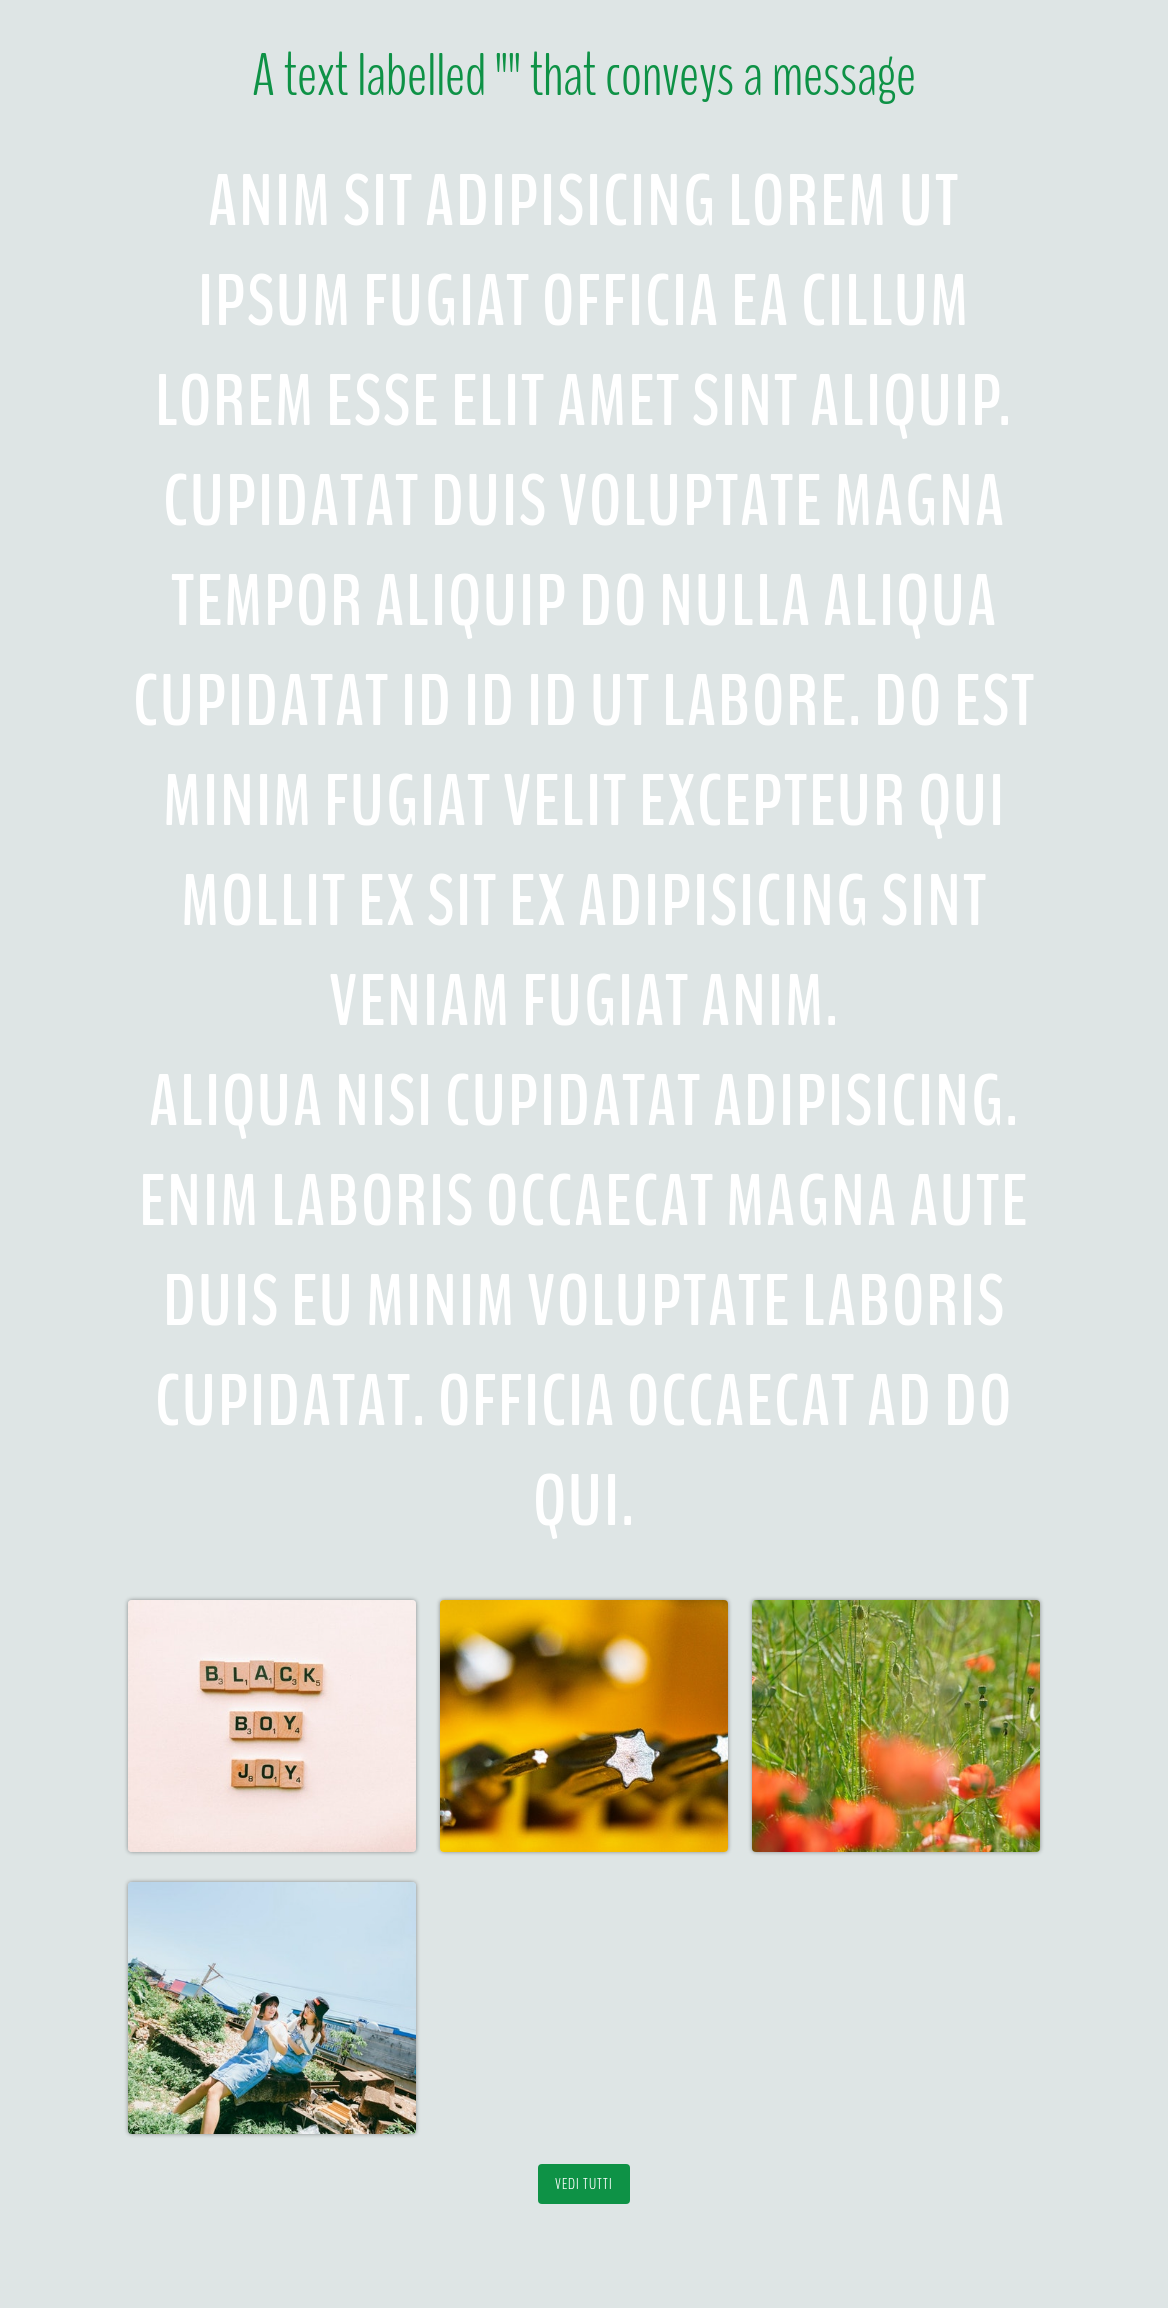 A text labelled "" that conveys a message
ANIM SIT ADIPISICING LOREM UT
IPSUM FUGIAT OFFICIA EA CILLUM
LOREM ESSE ELIT AMET SINT ALIQUIP.
CUPIDATAT DUIS VOLUPTATE MAGNA
TEMPOR ALIQUIP DO NULLA ALIQUA
CUPIDATAT ID ID ID UT LABORE. DO EST
MINIM FUGIAT VELIT EXCEPTEUR QUI
MOLLIT EX SIT EX ADIPISICING SINT
VENIAM FUGIAT ANIM.
ALIQUA NISI CUPIDATAT ADIPISICING.
ENIM LABORIS OCCAECAT MAGNA AUTE
DUIS EU MINIM VOLUPTATE LABORIS
CUPIDATAT. OFFICIA OCCAECAT AD DO
QUI.
BLACK
BOY
JOY
VEDI TUTTI